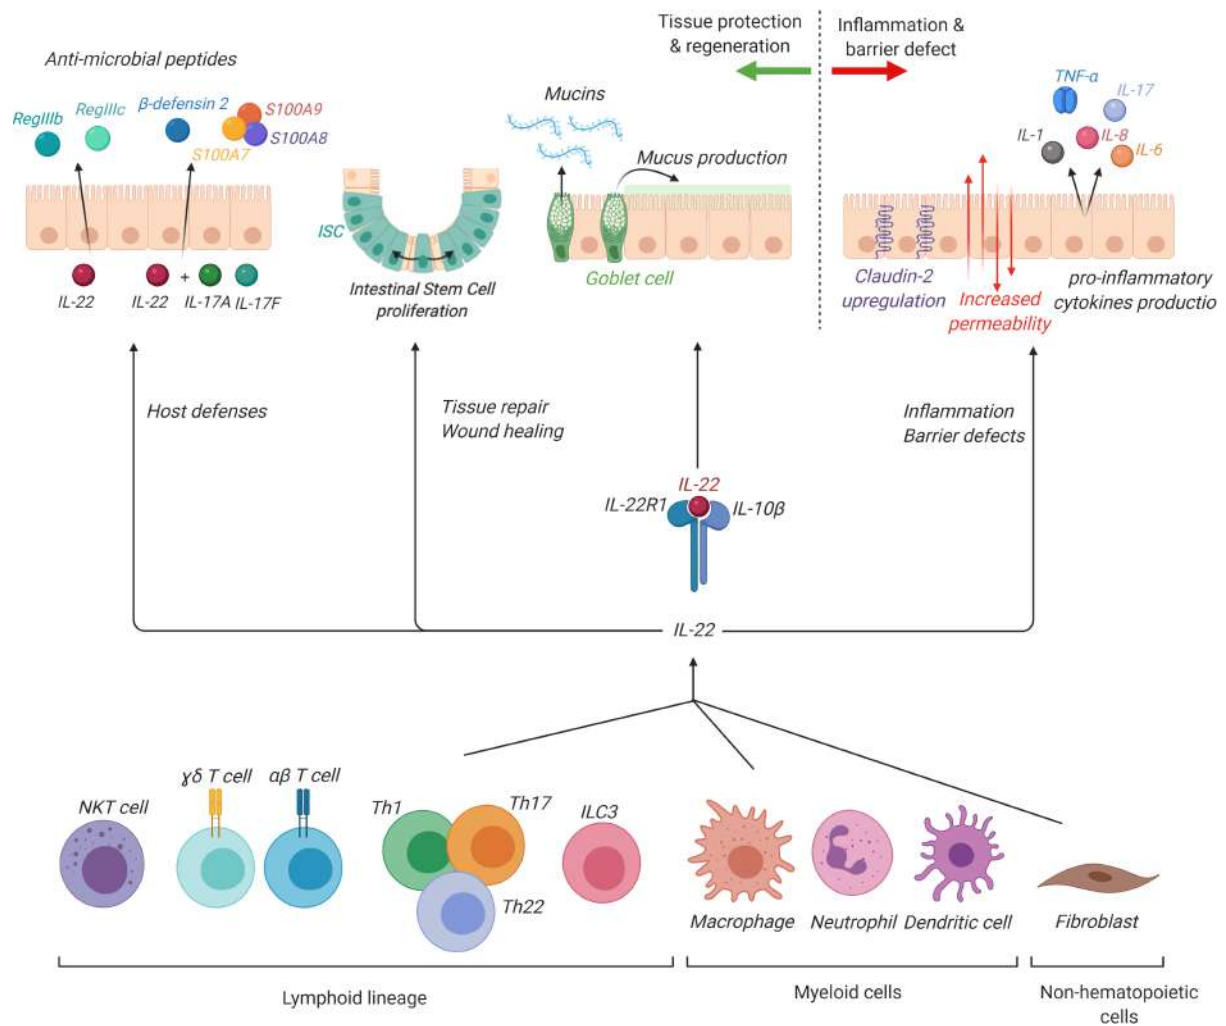 Tissue protection
& regeneration
Inflammation &
barrier defect
Anti-microbial peptides
RegIIIb
RegIIIc
β-defensin 2
S100A9
S100A8
S100A7
Mucins
Mucus production
TNF-α
IL-17
IL-1
IL-8
IL-6
ISC
IL-22
IL-22
+
IL-17A
IL-17F
Intestinal Stem Cell
proliferation
Goblet cell
Claudin-2
upregulation
Increased
permeability
pro-inflammatory
cytokines productio
Host defenses
Tissue repair
Wound healing
Inflammation
Barrier defects
IL-22
IL-22R1
IL-10β
IL-22
NKT cell
γδ T cell
αβ T cell
Th1
Th17
Th22
ILC3
Macrophage
Neutrophil
Dendritic cell
Fibroblast
Lymphoid lineage
Myeloid cells
Non-hematopoietic
cells